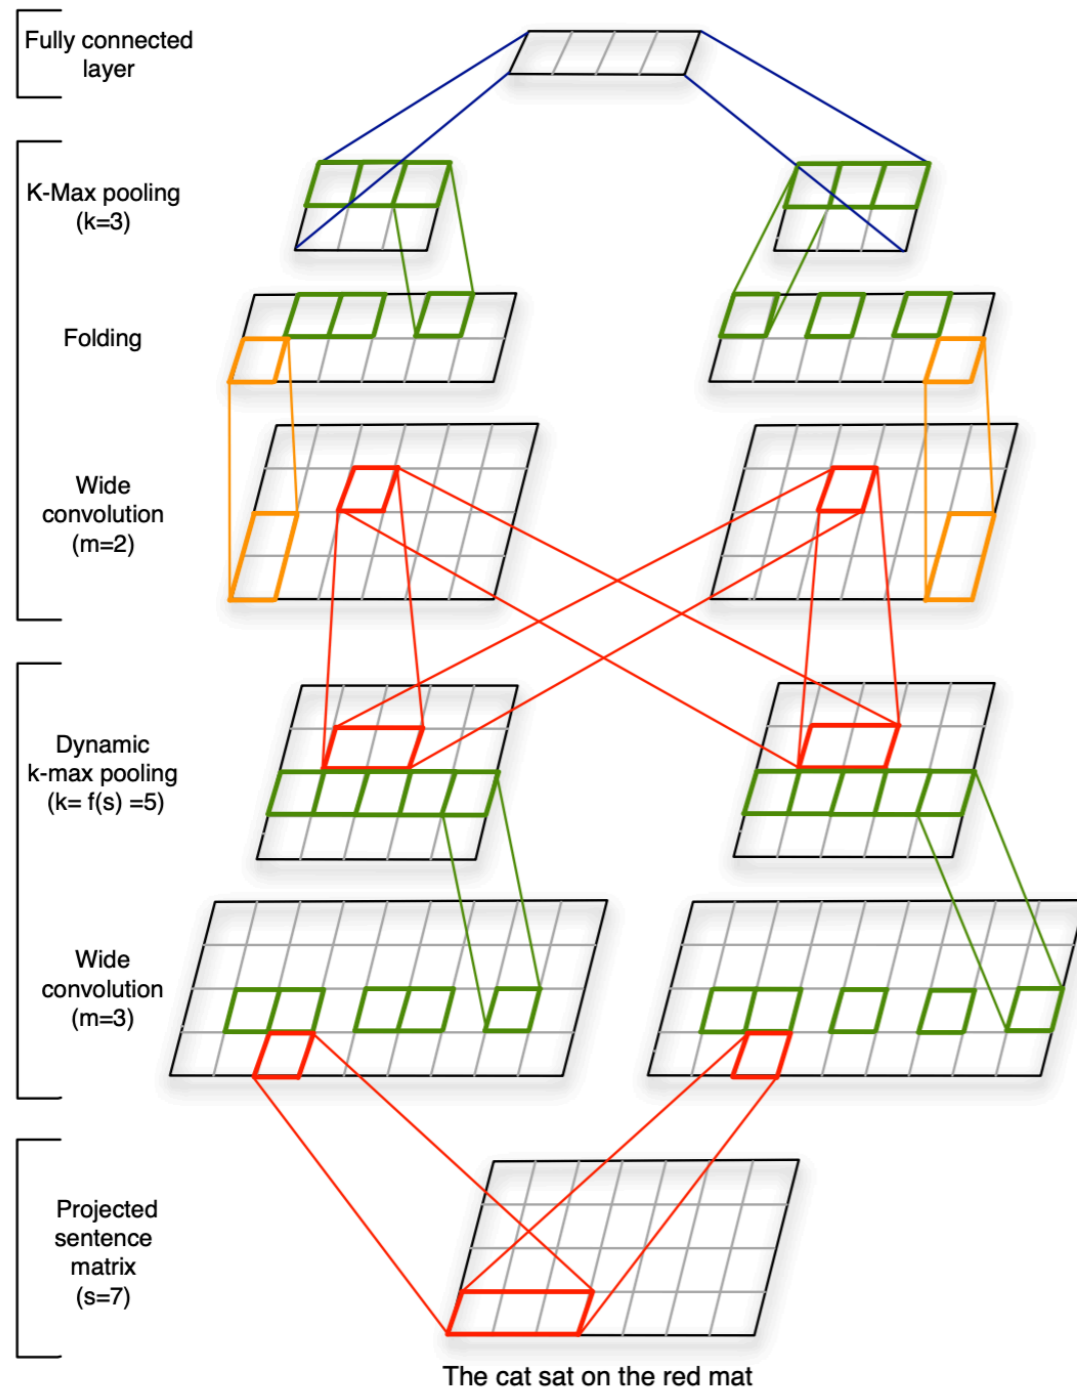 Fully connected
layer
K-Max pooling
(k=3)
Folding
Wide
convolution
(m=2)
Dynamic
k-max pooling
(k= f(s) =5)
Wide
convolution
(m=3)
Projected
sentence
matrix
(s=7)
The cat sat on the red mat